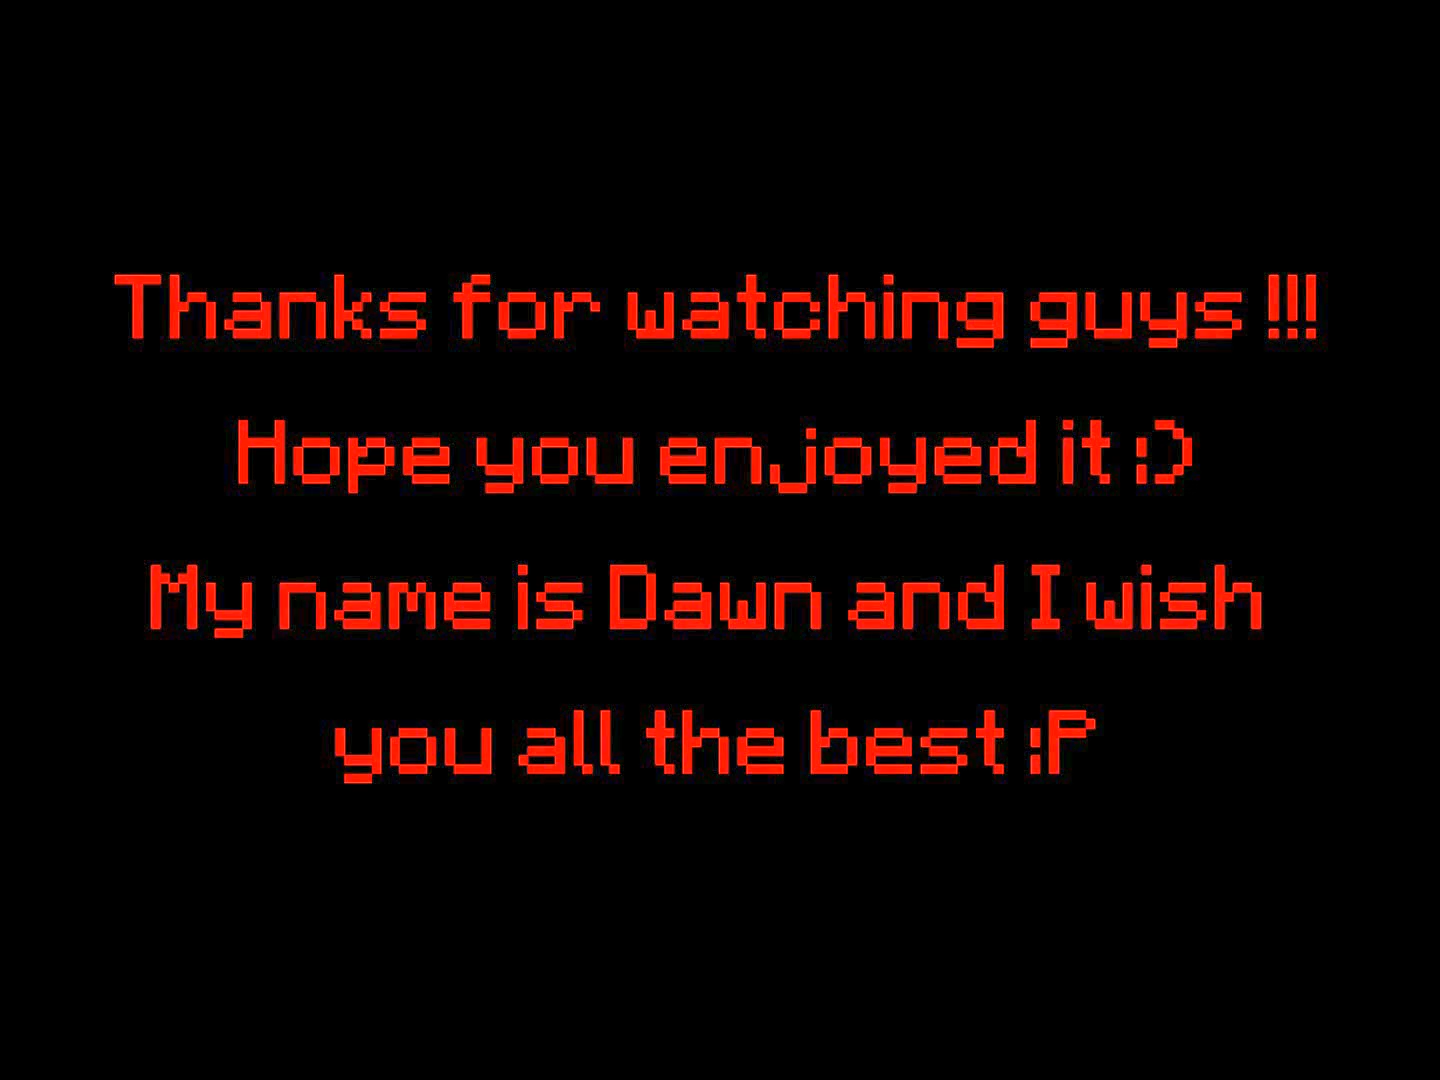 Thanks for watching guys !!!
Hope you enjoyed it :)
My name is Dawn and I wish
you all the best :P